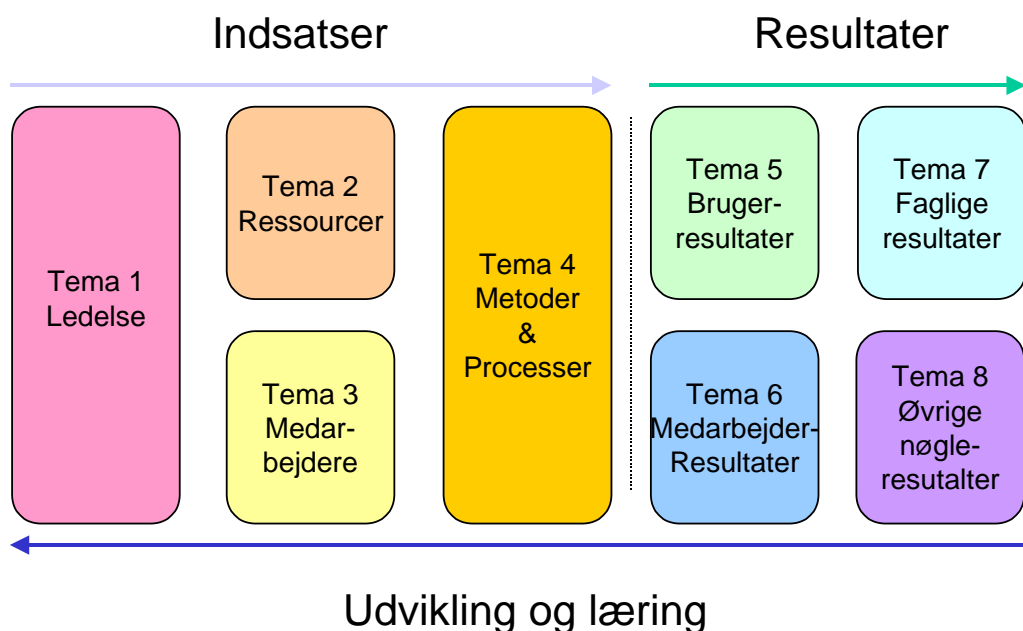 Indsatser
Resultater
Tema 1
Ledelse
Tema 2
Ressourcer
Tema 3
Medar-
bejdere
Tema 4
Metoder
&
Processer
Tema 5
Bruger-
resultater
Tema 6
Medarbejder-
Resultater
Tema 7
Faglige
resultater
Tema 8
Øvrige
nøgle-
resutalter
Udvikling og læring